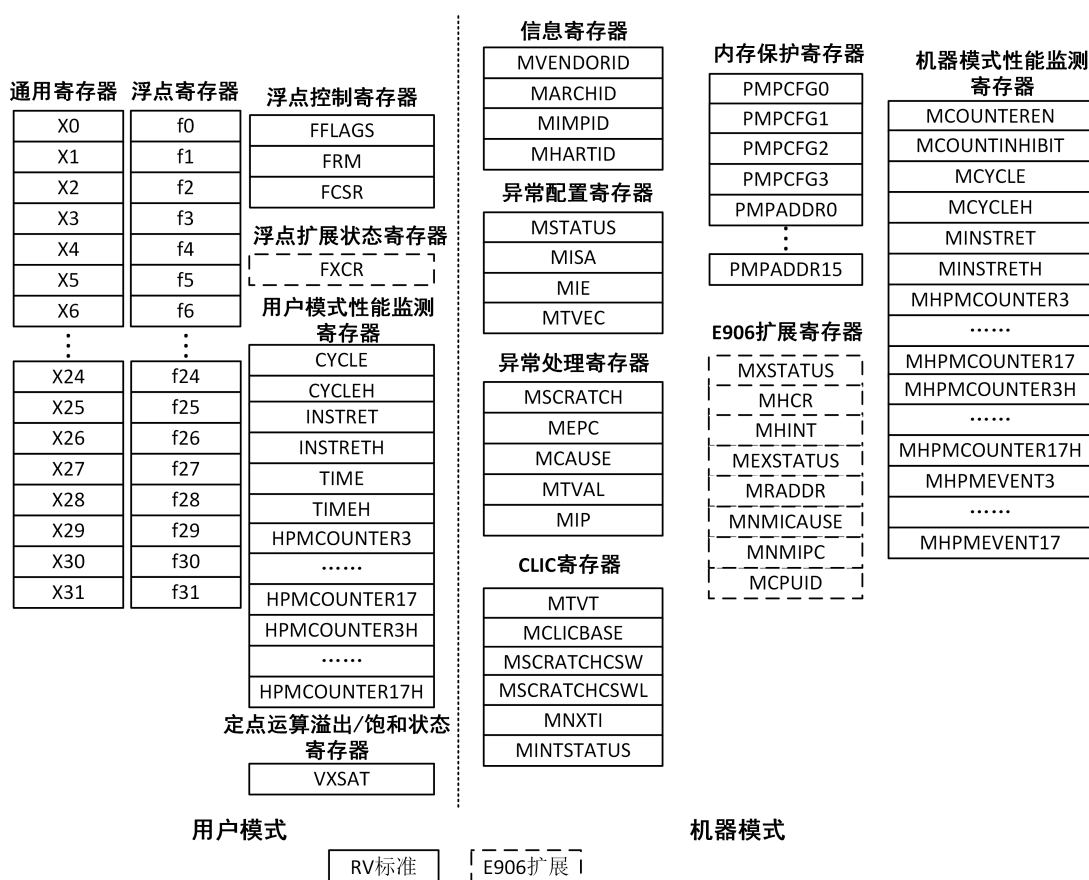 通用寄存器
X0
X1
X2
X3
X4
X5
X6
⋮
X24
X25
X26
X27
X28
X29
X30
X31
浮点寄存器
f0
f1
f2
f3
f4
f5
f6
⋮
f24
f25
f26
f27
f28
f29
f30
f31
浮点控制寄存器
FFLAGS
FRM
FCSR
浮点扩展状态寄存器
FXCR
用户模式性能监测
寄存器
CYCLE
CYCLEH
INSTRET
INSTRETH
TIME
TIMEH
HPMCOUNTER3
……
HPMCOUNTER17
HPMCOUNTER3H
……
HPMCOUNTER17H
定点运算溢出/饱和状态
寄存器
VXSAT
用户模式
信息寄存器
MVENDORID
MARCHID
MIMPID
MHARTID
异常配置寄存器
MSTATUS
MISA
MIE
MTVEC
异常处理寄存器
MSCRATCH
MEPC
MCAUSE
MTVAL
MIP
CLIC寄存器
MTVT
MCLICBASE
MSCRATCHCSW
MSCRATCHCSWL
MNXTI
MINTSTATUS
内存保护寄存器
PMPCFG0
PMPCFG1
PMPCFG2
PMPCFG3
PMPADDR0
⋮
PMPADDR15
E906扩展寄存器
MXSTATUS
MHCR
MHINT
MEXSTATUS
MRADDR
MNMICAUSE
MNMIPC
MCPUID
机器模式性能监测
寄存器
MCOUNTEREN
MCOUNTINHIBIT
MCYCLE
MCYCLEH
MINSTRET
MINSTRETH
MHPMCOUNTER3
……
MHPMCOUNTER17
MHPMCOUNTER3H
……
MHPMCOUNTER17H
MHPMEVENT3
……
MHPMEVENT17
机器模式
RV标准
E906扩展